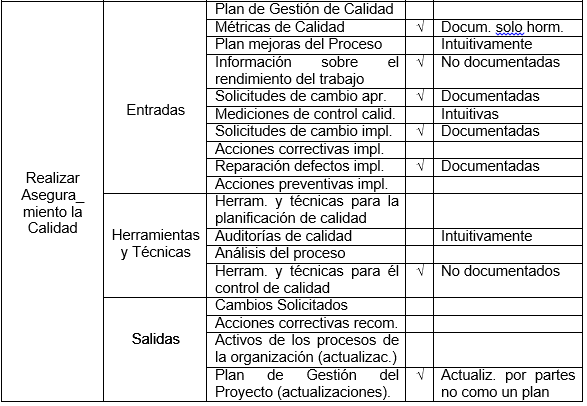 Realizar
Asegura_
miento la
Calidad
Entradas
Plan de Gestión de Calidad
Métricas de Calidad √ Docum. solo horm.
Plan mejoras del Proceso Intuitivamente
Información sobre el √ No documentadas
rendimiento del trabajo
Solicitudes de cambio apr. √ Documentadas
Mediciones de control calid. Intuitivas
Solicitudes de cambio impl. √ Documentadas
Acciones correctivas impl.
Reparación defectos impl. √ Documentadas
Acciones preventivas impl.
Herramientas
y Técnicas
Herram. y técnicas para la
planificación de calidad
Auditorías de calidad Intuitivamente
Análisis del proceso
Herram. y técnicas para él √ No documentados
control de calidad
Salidas
Cambios Solicitados
Acciones correctivas recom.
Activos de los procesos de
la organización (actualizac.)
Plan de Gestión del √ Actualiz. por partes
Proyecto (actualizaciones). no como un plan